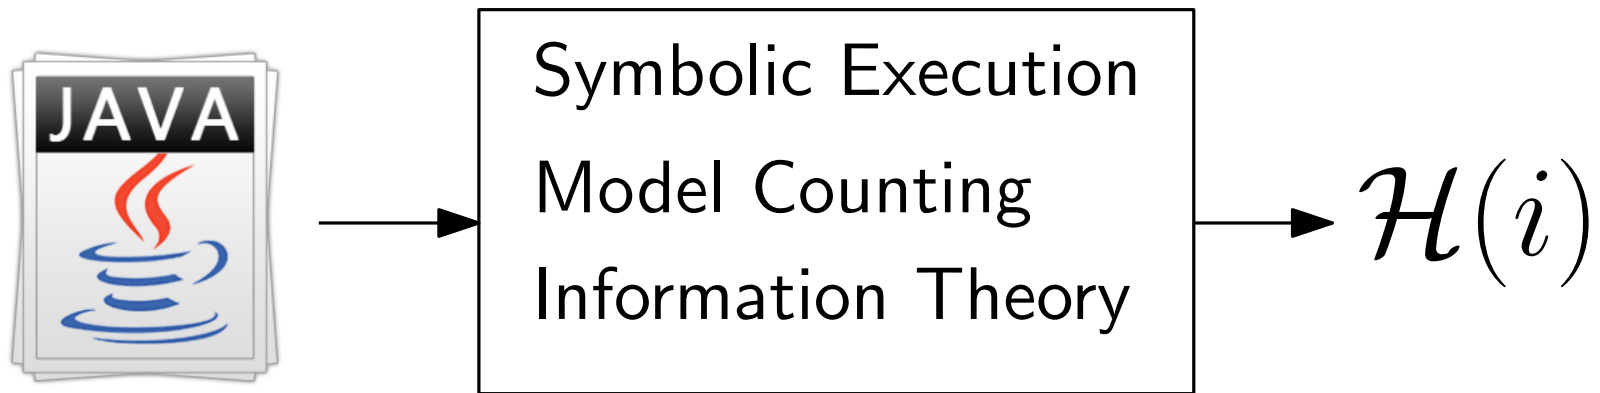 JAVA
Symbolic Execution
Model Counting
Information Theory
ℋ(i)